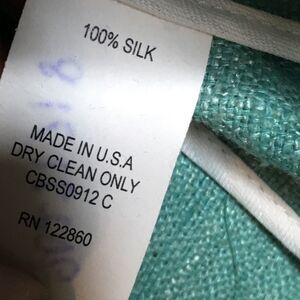 100% SILK
MADE IN U.S.A
DRY CLEAN ONLY
CBSS0912 C
RN 122860